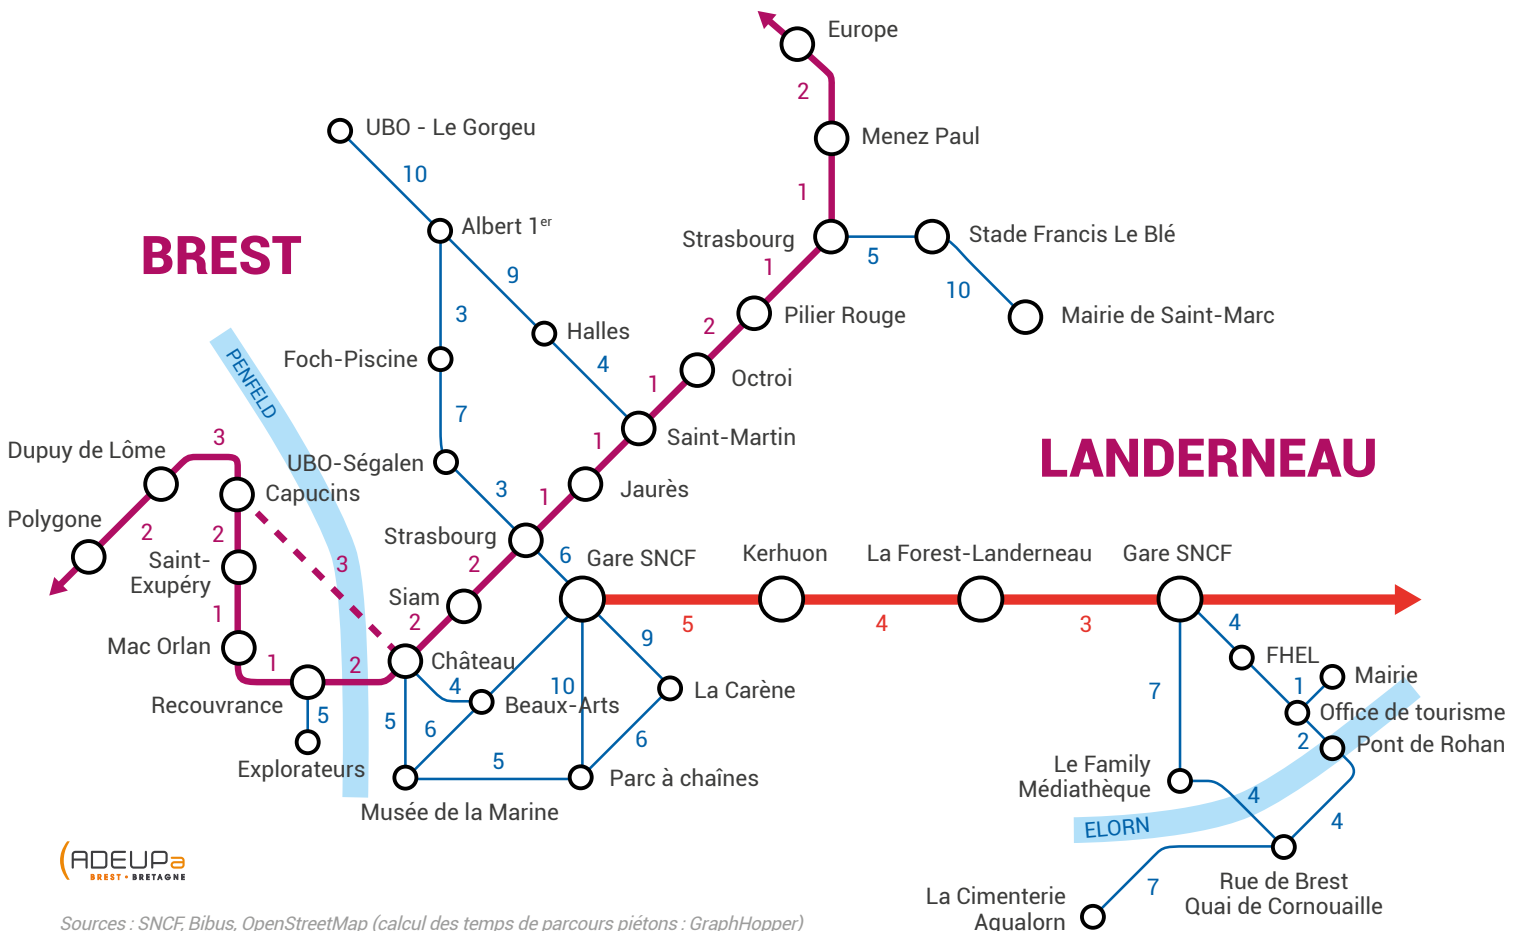 Europe
2
UBO - Le Gorgeu
Menez Paul
10
1
Albert 1er
BREST
Strasbourg
Stade Francis Le Blé
5
1
9
10
3
Pilier Rouge
Mairie de Saint-Marc
2
Halles
PENFELD
Foch-Piscine
4
Octroi
1
7
Saint-Martin
3
1
Dupuy de Lôme
LANDERNEAU
UBO-Ségalen
Capucins
3
1
Jaurès
Polygone
2
2
Strasbourg
Saint-
Exupéry
3
2
6
Gare SNCF
Kerhuon
La Forest-Landerneau
Gare SNCF
Siam
1
2
5
4
3
4
Mac Orlan
9
1
2
Château
FHEL
Mairie
4
10
La Carène
7
1
Recouvrance
Beaux-Arts
Office de tourisme
5
5
6
6
2
Pont de Rohan
Explorateurs
5
Parc à chaînes
Le Family
Médiathèque
4
Musée de la Marine
ELORN
4
ADEUPa
BREST • BRETAGNE
Rue de Brest
Quai de Cornouaille
7
La Cimenterie
Aqualorn
Sources : SNCF, Bibus, OpenStreetMap (calcul des temps de parcours piétons : GraphHopper)